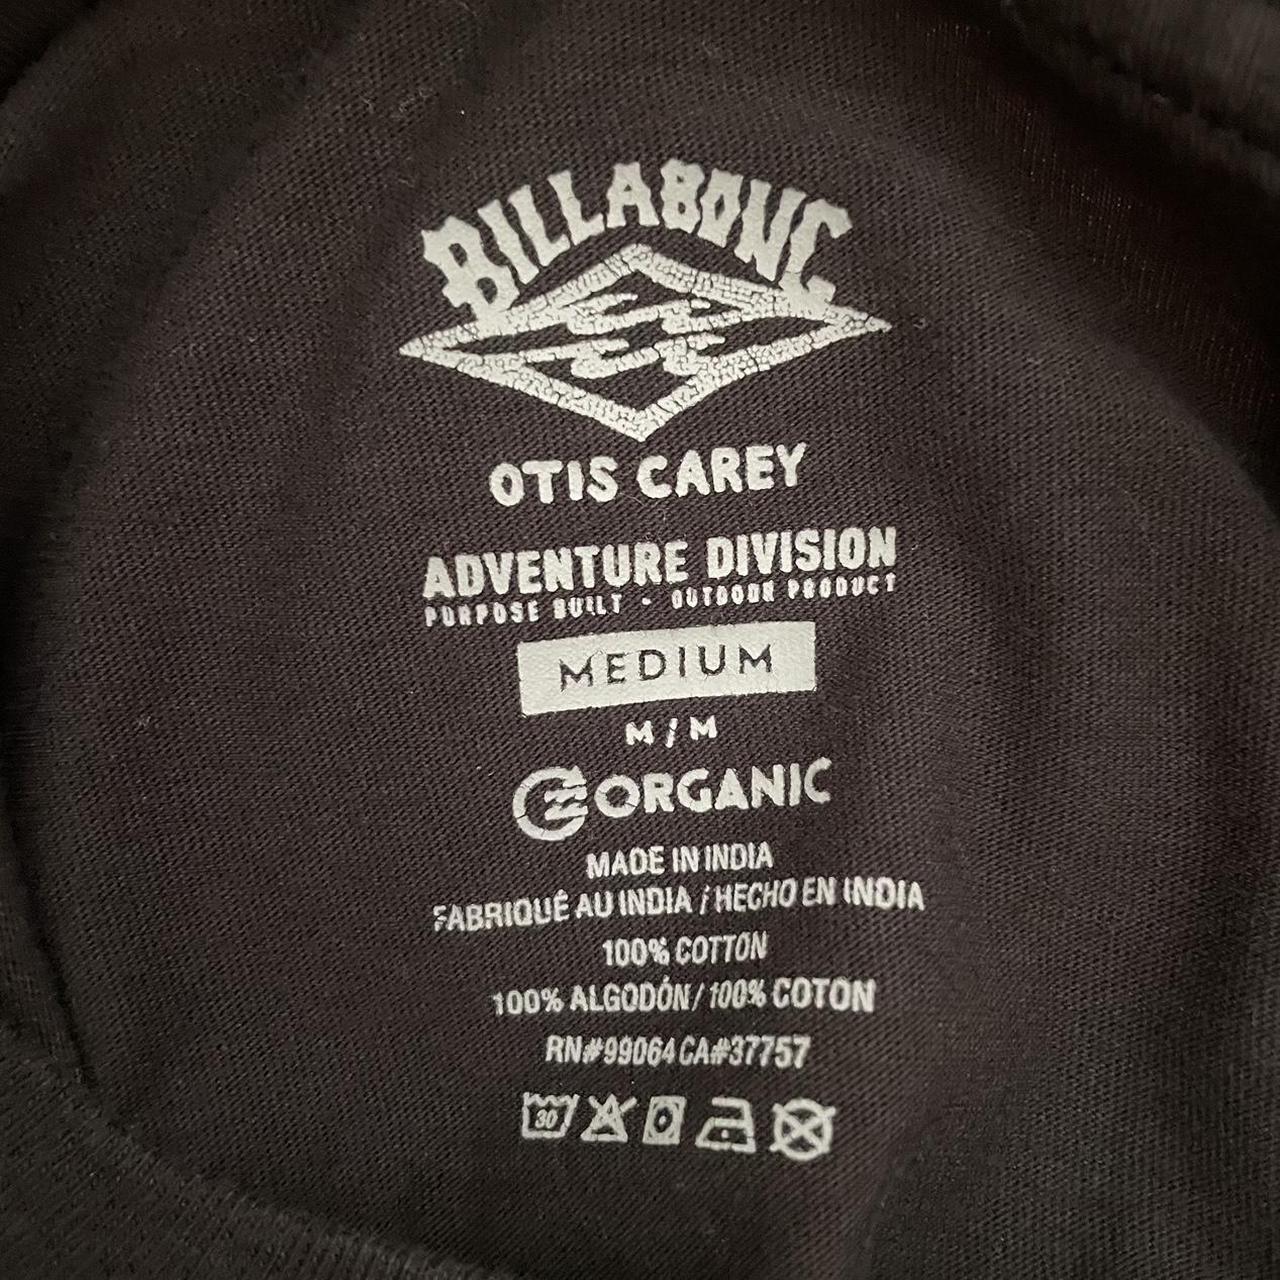 BILLABONG
OTIS CAREY
ADVENTURE DIVISION
PURPOSE BUILT - OUTDOOR PRODUCT
MEDIUM
M / M
ORGANIC
MADE IN INDIA
FABRIQUÉ AU INDIA / HECHO EN INDIA
100% COTTON
100% ALGODÓN / 100% COTON
RN#99064 CA#37757
30